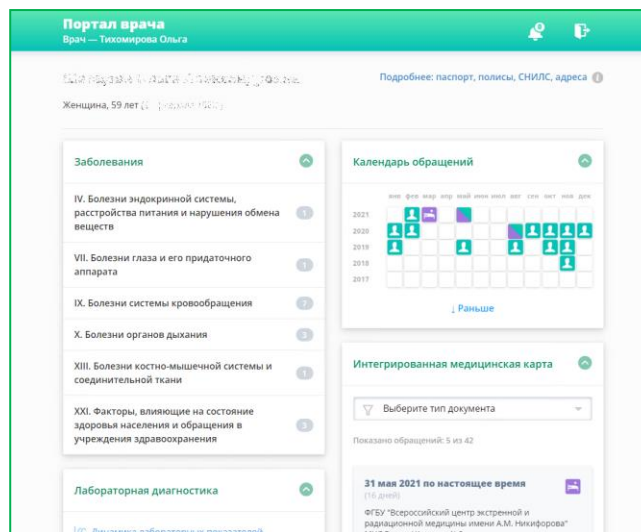 Портал врача
Врач — Тихомирова Ольга
Подробнее: паспорт, полисы, СНИЛС, адреса
Женщина, 59 лет
Заболевания
IV. Болезни эндокринной системы,
расстройства питания и нарушения обмена
веществ
1
VII. Болезни глаза и его придаточного
аппарата
1
IX. Болезни системы кровообращения
7
X. Болезни органов дыхания
3
XIII. Болезни костно-мышечной системы и
соединительной ткани
1
XXI. Факторы, влияющие на состояние
здоровья населения и обращения в
учреждения здравоохранения
3
Лабораторная диагностика
Динамика лабораторных показателей
Календарь обращений
янв фев мар апр май июн июл авг сен окт ноя дек
2021
2020
2019
2018
2017
↓ Раньше
Интегрированная медицинская карта
Выберите тип документа
Показано обращений: 5 из 42
31 мая 2021 по настоящее время
(16 дней)
ФГБУ "Всероссийский центр экстренной и
радиационной медицины имени А.М. Никифорова"